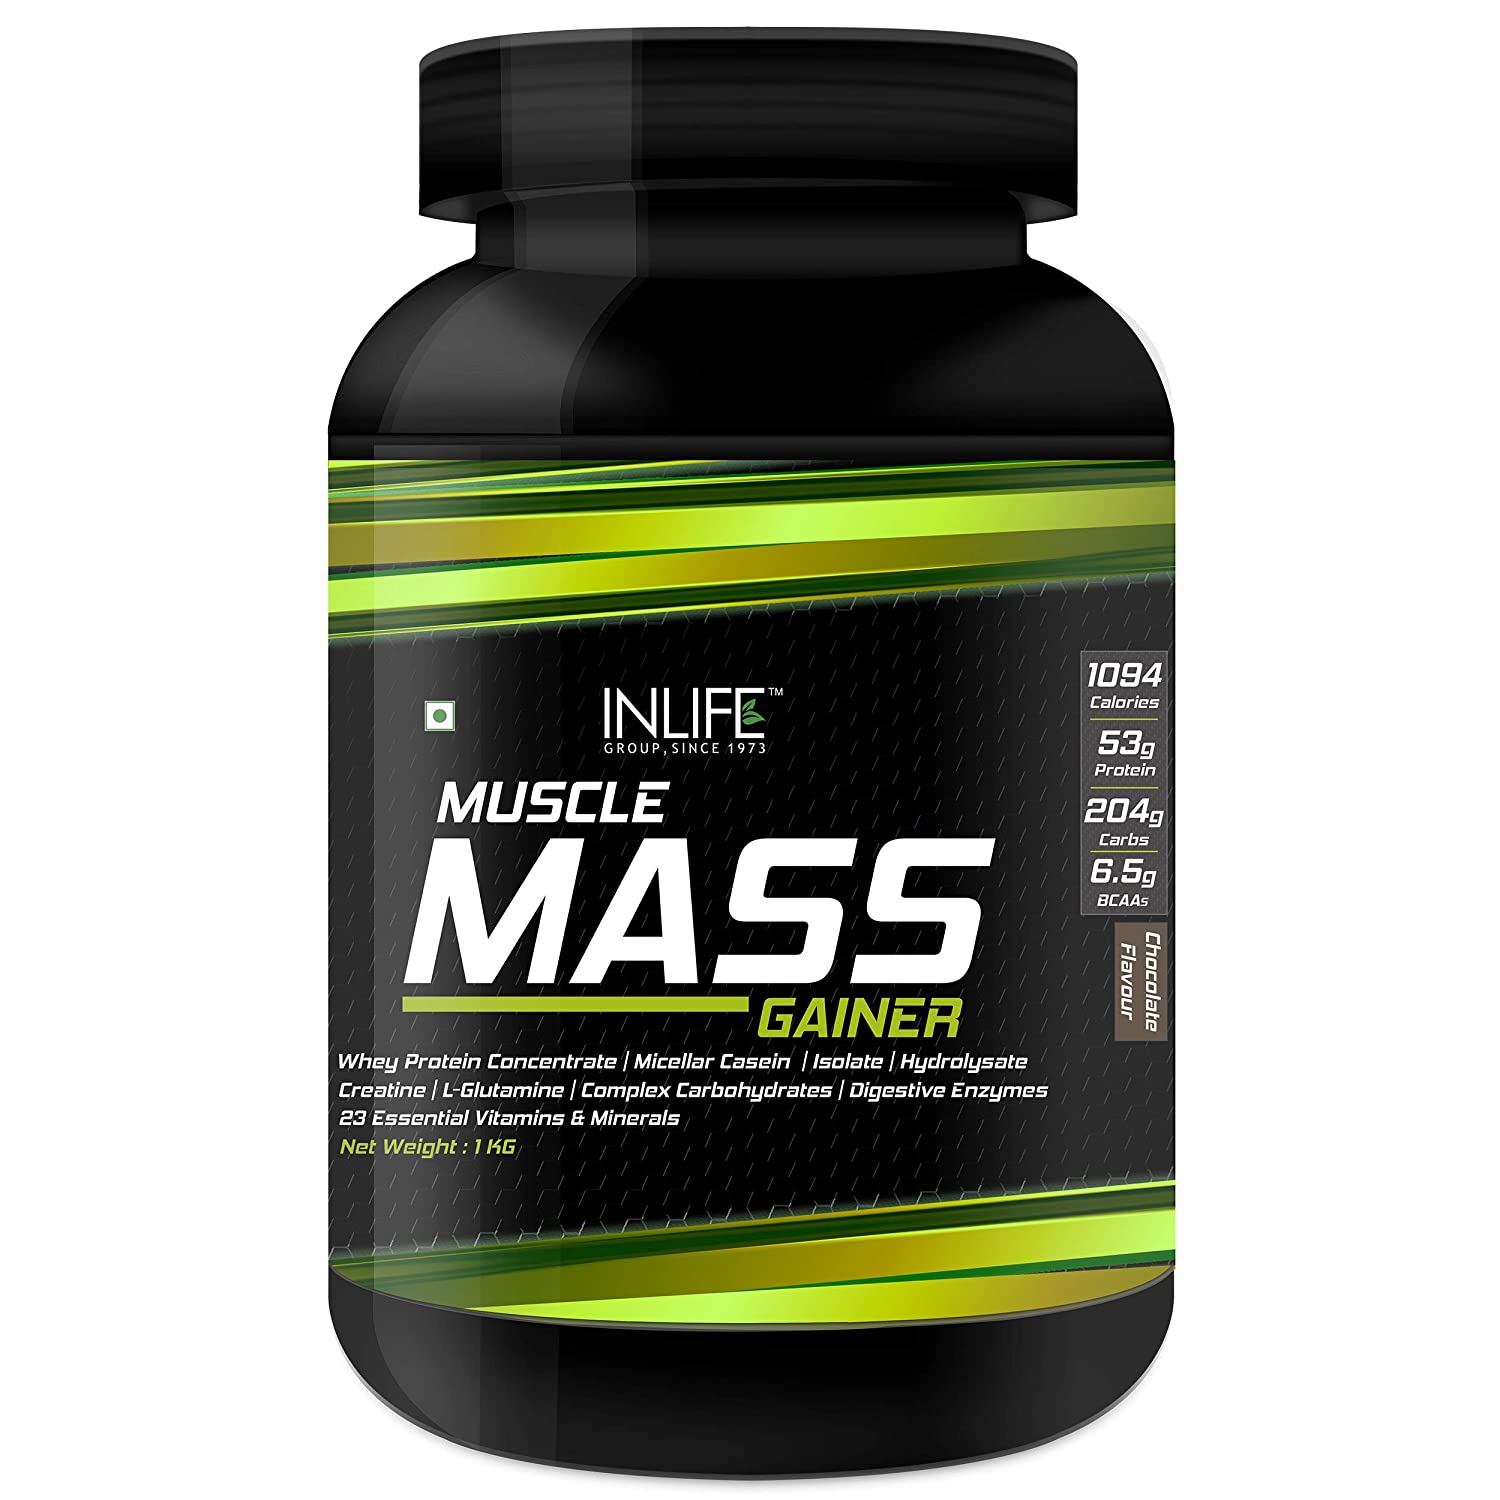 INLIFE™
GROUP, SINCE 1973
MUSCLE
MASS
GAINER
Whey Protein Concentrate | Micellar Casein | Isolate | Hydrolysate
Creatine | L-Glutamine | Complex Carbohydrates | Digestive Enzymes
23 Essential Vitamins & Minerals
Net Weight : 1 KG
1094
Calories
53g
Protein
204g
Carbs
6.5g
BCAAs
Chocolate
Flavour